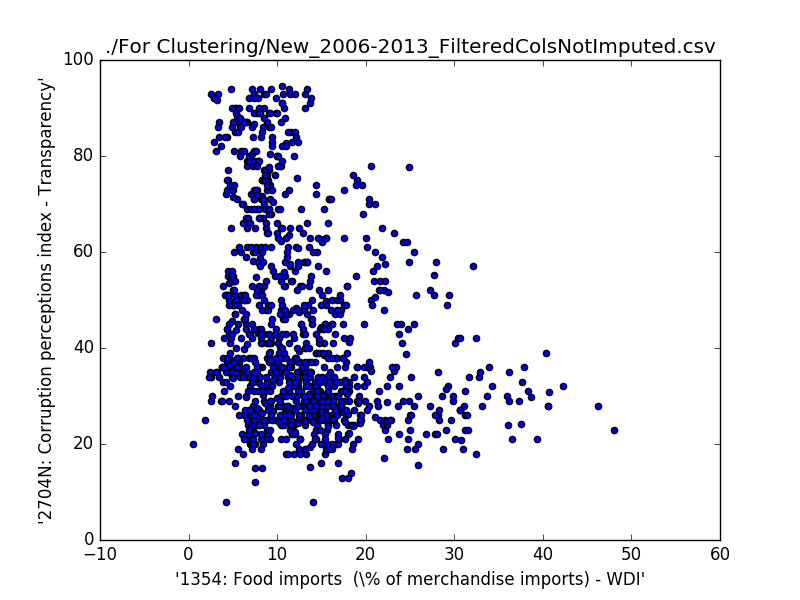 ./For Clustering/New_2006-2013_FilteredColsNotImputed.csv
100
80
60
40
20
0
'2704N: Corruption perceptions index - Transparency'
−10 0 10 20 30 40 50 60
'1354: Food imports  (\% of merchandise imports) - WDI'